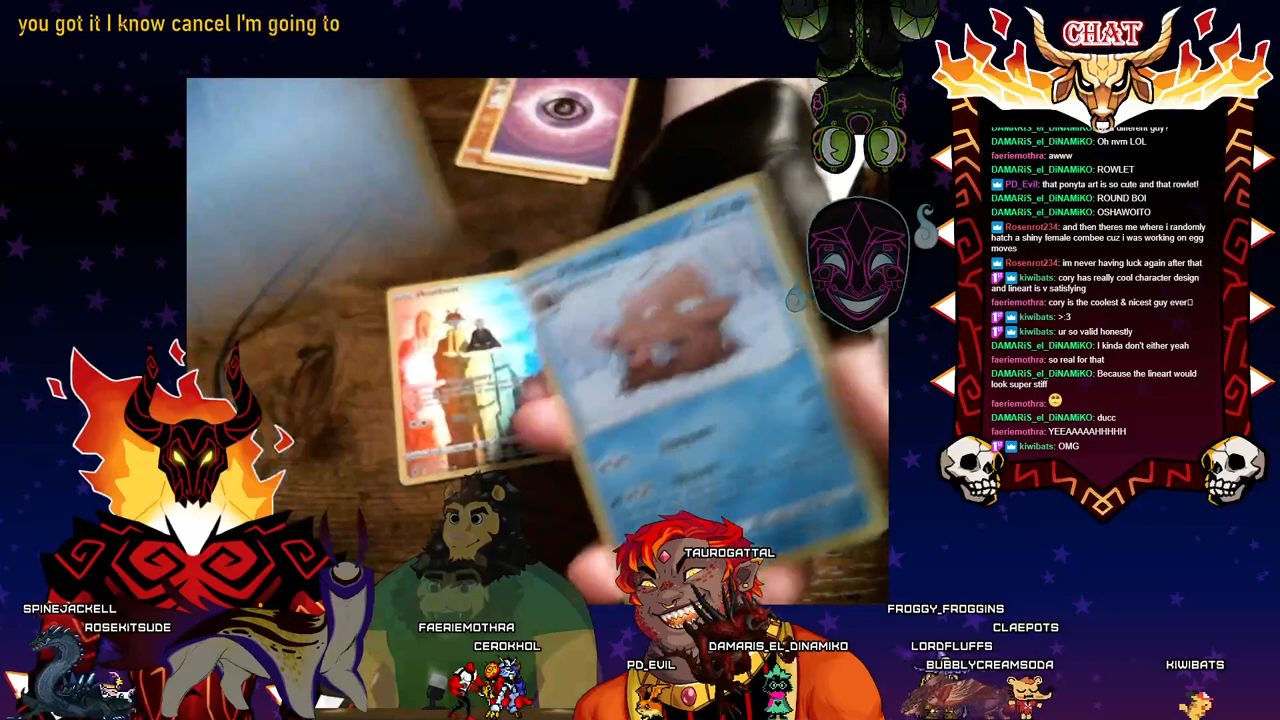 you got it I know cancel I'm going to
CHAT
DAMARiS_el_DiNAMiKO: different guy?
DAMARiS_el_DiNAMiKO: Oh nvm LOL
faeriemothra: awww
DAMARiS_el_DiNAMiKO: ROWLET
PD_Evil: that ponyta art is so cute and that rowlet!
DAMARiS_el_DiNAMiKO: ROUND BOI
DAMARiS_el_DiNAMiKO: OSHAWOITO
Rosenrot234: and then theres me where i randomly
hatch a shiny female combee cuz i was working on egg
moves
Rosenrot234: im never having luck again after that
kiwibats: cory has really cool character design
and lineart is v satisfying
faeriemothra: cory is the coolest & nicest guy ever
kiwibats: >:3
kiwibats: ur so valid honestly
DAMARiS_el_DiNAMiKO: I kinda don't either yeah
faeriemothra: so real for that
DAMARiS_el_DiNAMiKO: Because the lineart would
look super stiff
faeriemothra:
DAMARiS_el_DiNAMiKO: ducc
faeriemothra: YEEAAAAAHHHHH
kiwibats: OMG
TAUROGATTAL
SPINEJACKELL
ROSEKITSUDE
FAERIEMOTHRA
CEROKHOL
PD_EVIL
DAMARIS_EL_DINAMIKO
FROGGY_FROGGINS
CLAEPOTS
LORDFLUFFS
BUBBLYCREAMSODA
KIWIBATS